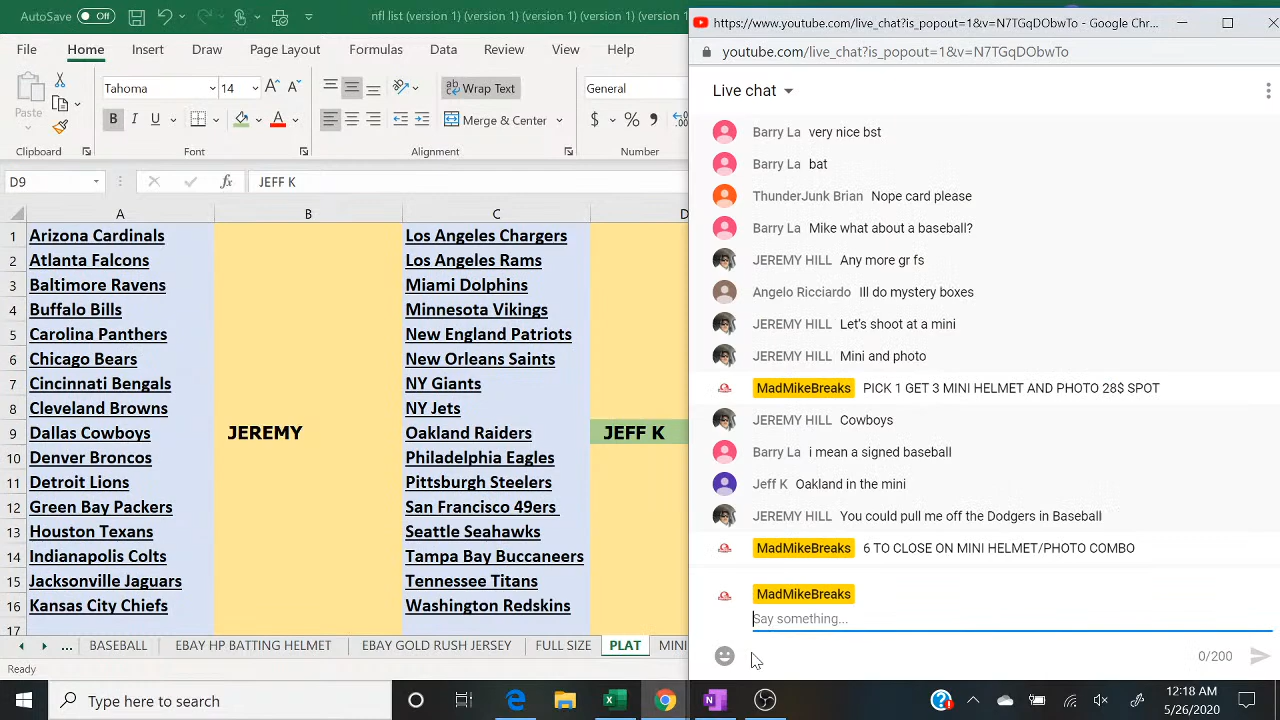 AutoSave Off nfl list (version 1) (version 1) (version 1)
https://www.youtube.com/live_chat?is_popout=1&v=N7TGqDObwTo - Google Chr...
youtube.com/live_chat?is_popout=1&v=N7TGqDObwTo
File Home Insert Draw Page Layout Formulas Data Review View Help
Paste
Tahoma 14
B I U A
ab Wrap Text
Merge & Center
General
$ % 9
Clipboard Font Alignment Number
D9 fx JEFF K
A B C D
1 Arizona Cardinals Los Angeles Chargers
2 Atlanta Falcons Los Angeles Rams
3 Baltimore Ravens Miami Dolphins
4 Buffalo Bills Minnesota Vikings
5 Carolina Panthers New England Patriots
6 Chicago Bears New Orleans Saints
7 Cincinnati Bengals NY Giants
8 Cleveland Browns NY Jets
9 Dallas Cowboys JEREMY Oakland Raiders JEFF K
10 Denver Broncos Philadelphia Eagles
11 Detroit Lions Pittsburgh Steelers
12 Green Bay Packers San Francisco 49ers
13 Houston Texans Seattle Seahawks
14 Indianapolis Colts Tampa Bay Buccaneers
15 Jacksonville Jaguars Tennessee Titans
16 Kansas City Chiefs Washington Redskins
17
... BASEBALL EBAY HP BATTING HELMET EBAY GOLD RUSH JERSEY FULL SIZE PLAT MINI
Ready
Live chat
Barry La very nice bst
Barry La bat
ThunderJunk Brian Nope card please
Barry La Mike what about a baseball?
JEREMY HILL Any more gr fs
Angelo Ricciardo Ill do mystery boxes
JEREMY HILL Let's shoot at a mini
JEREMY HILL Mini and photo
MadMikeBreaks PICK 1 GET 3 MINI HELMET AND PHOTO 28$ SPOT
JEREMY HILL Cowboys
Barry La i mean a signed baseball
Jeff K Oakland in the mini
JEREMY HILL You could pull me off the Dodgers in Baseball
MadMikeBreaks 6 TO CLOSE ON MINI HELMET/PHOTO COMBO
MadMikeBreaks
Say something...
0/200
Type here to search
12:18 AM
5/26/2020